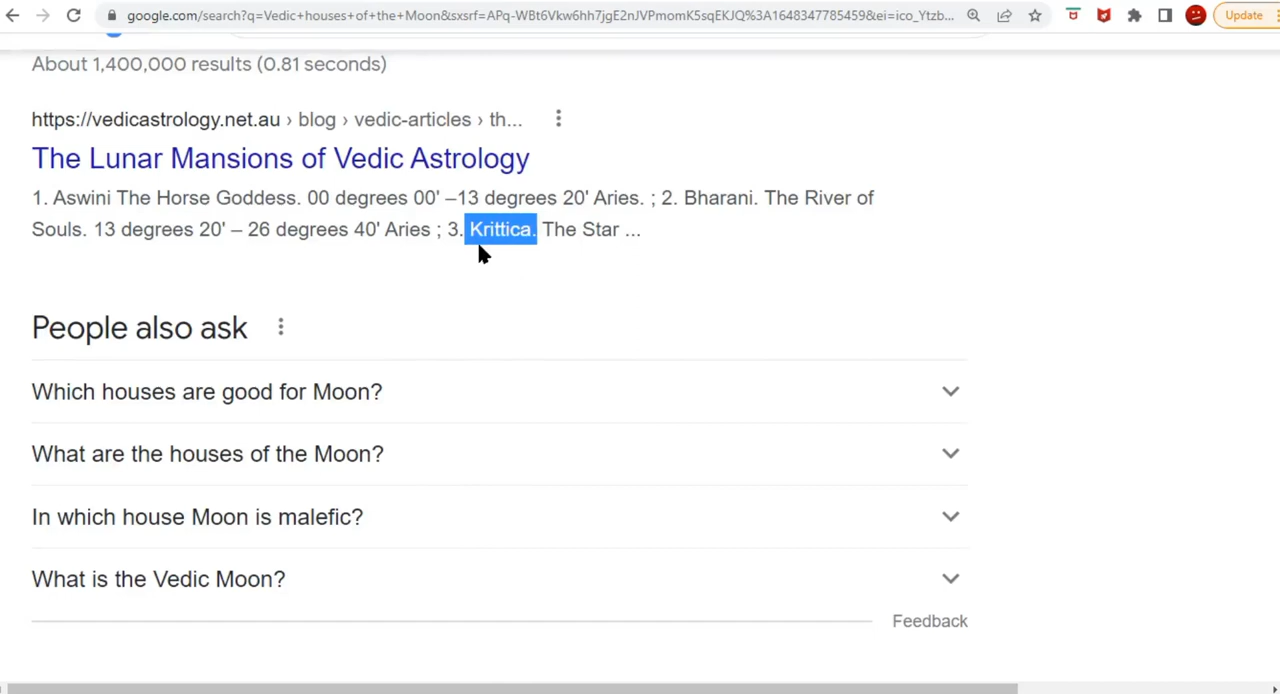 google.com/search?q=Vedic+houses+of+the+Moon&sxsrf=APq-WBt6Vkw6hh7jgE2nJVPmomK5sqEKJQ%3A1648347785459&ei=ico_Ytzb...
Update
About 1,400,000 results (0.81 seconds)
https://vedicastrology.net.au › blog › vedic-articles › th...
The Lunar Mansions of Vedic Astrology
1. Aswini The Horse Goddess. 00 degrees 00' –13 degrees 20' Aries. ; 2. Bharani. The River of
Souls. 13 degrees 20' – 26 degrees 40' Aries ; 3. Krittica. The Star ...
People also ask
Which houses are good for Moon?
What are the houses of the Moon?
In which house Moon is malefic?
What is the Vedic Moon?
Feedback